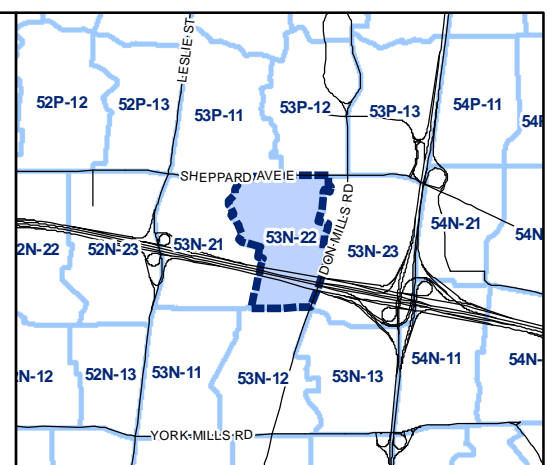 LESLIE ST
52P-12
52P-13
53P-11
53P-12
53P-13
54P-11
54P
SHEPPARD AVE E
2N-22
52N-23
53N-21
53N-22
DON MILLS RD
53N-23
54N-21
54N
N-12
52N-13
53N-11
53N-12
53N-13
54N-11
54N-
YORK MILLS RD